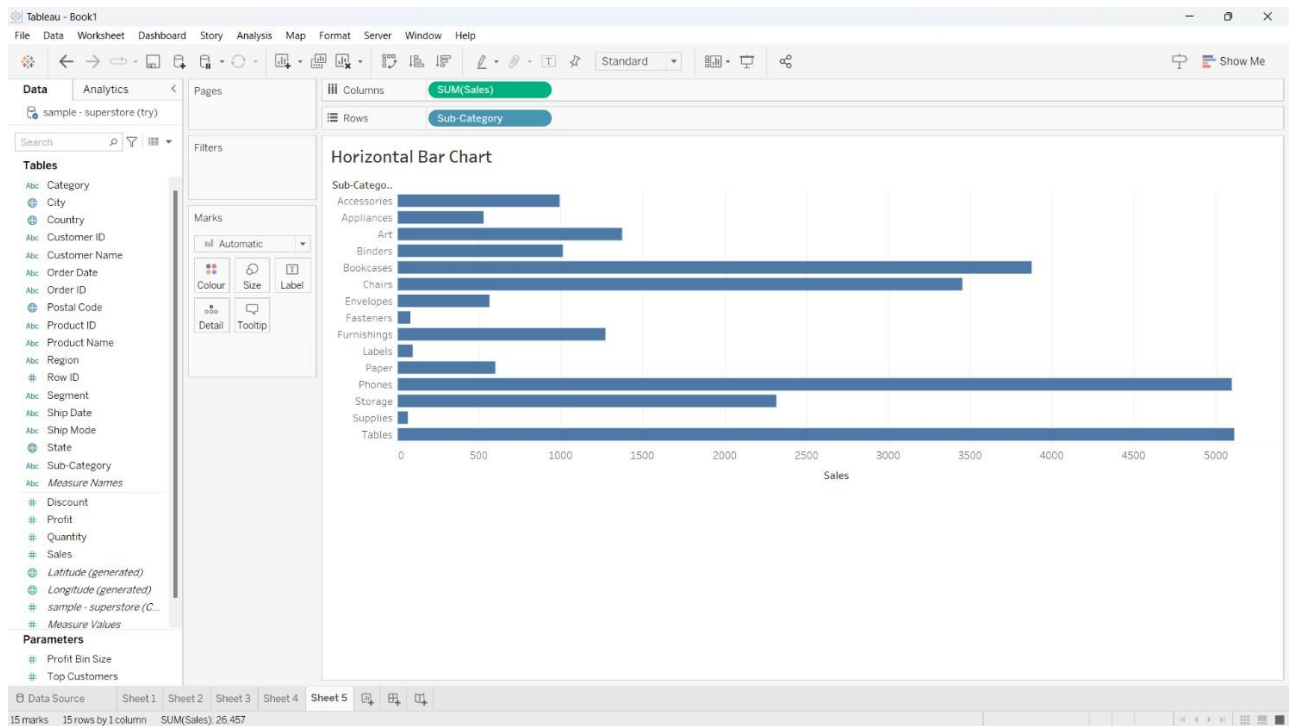 Tableau - Book1
File Data Worksheet Dashboard Story Analysis Map Format Server Window Help
Standard
Show Me
Data Analytics
sample - superstore (try)
Search
Tables
Abc Category
City
Country
Abc Customer ID
Abc Customer Name
Abc Order Date
Abc Order ID
Postal Code
Abc Product ID
Abc Product Name
Abc Region
# Row ID
Abc Segment
Abc Ship Date
Abc Ship Mode
State
Abc Sub-Category
Abc Measure Names
# Discount
# Profit
# Quantity
# Sales
Latitude (generated)
Longitude (generated)
# sample - superstore (C...
# Measure Values
Parameters
# Profit Bin Size
# Top Customers
Pages
Filters
Marks
Automatic
Colour Size Label
Detail Tooltip
Columns SUM(Sales)
Rows Sub-Category
Horizontal Bar Chart
Sub-Catego..
Accessories
Appliances
Art
Binders
Bookcases
Chairs
Envelopes
Fasteners
Furnishings
Labels
Paper
Phones
Storage
Supplies
Tables
0 500 1000 1500 2000 2500 3000 3500 4000 4500 5000
Sales
Data Source Sheet 1 Sheet 2 Sheet 3 Sheet 4 Sheet 5
15 marks 15 rows by 1 column SUM(Sales): 26.457